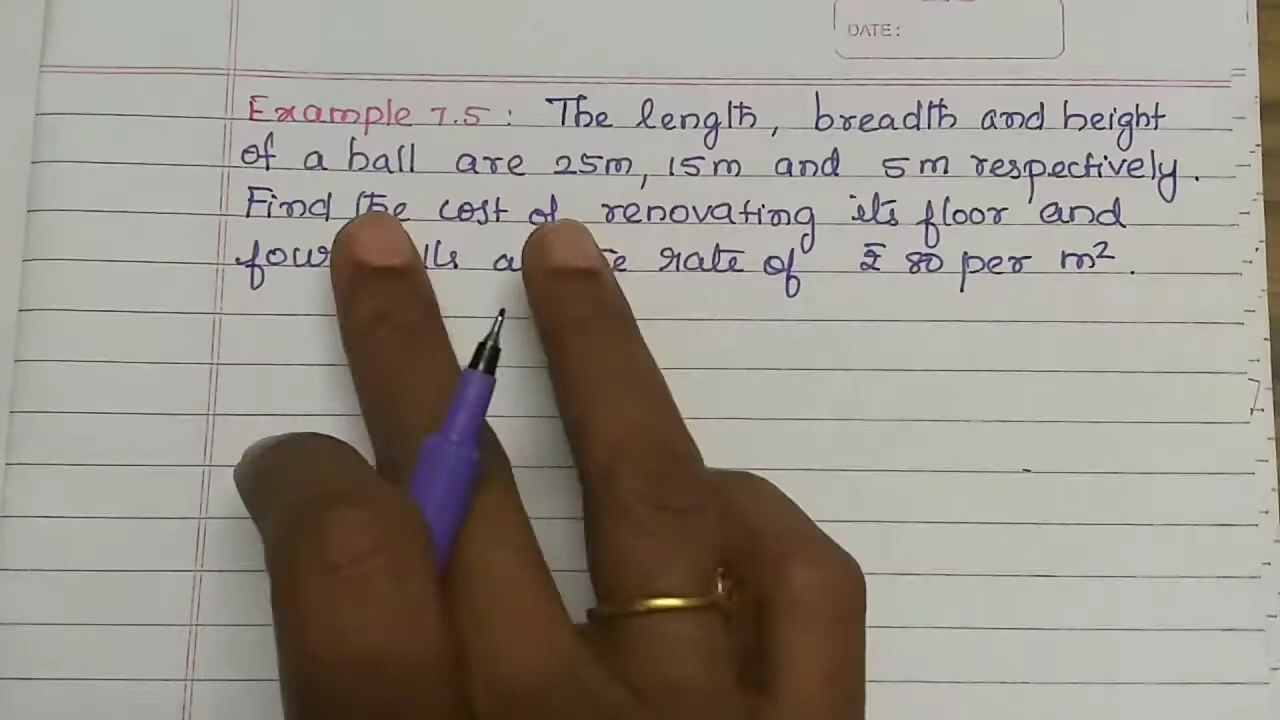 DATE:
Example 7.5: The length, breadth and height
of a hall are 25m, 15m and 5m respectively.
Find the cost of renovating its floor and
four at rate of ₹ 80 per m².